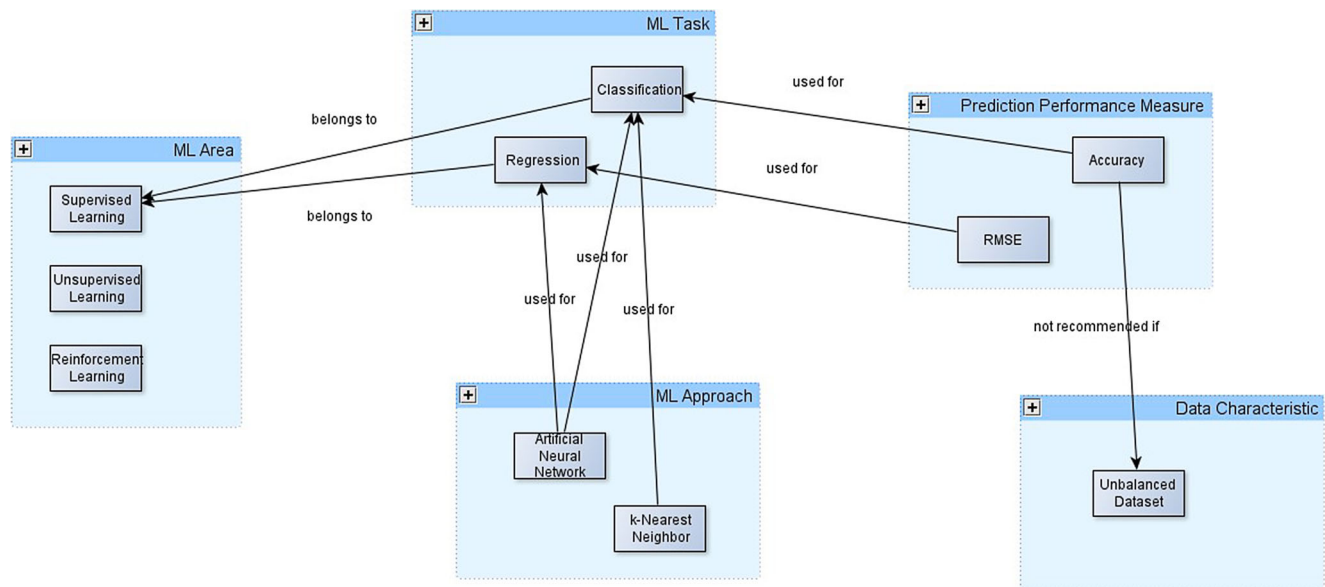 ML Task
Classification
Regression
used for
Prediction Performance Measure
Accuracy
RMSE
used for
belongs to
belongs to
ML Area
Supervised
Learning
Unsupervised
Learning
Reinforcement
Learning
used for
used for
used for
not recommended if
ML Approach
Artificial
Neural
Network
k-Nearest
Neighbor
Data Characteristic
Unbalanced
Dataset